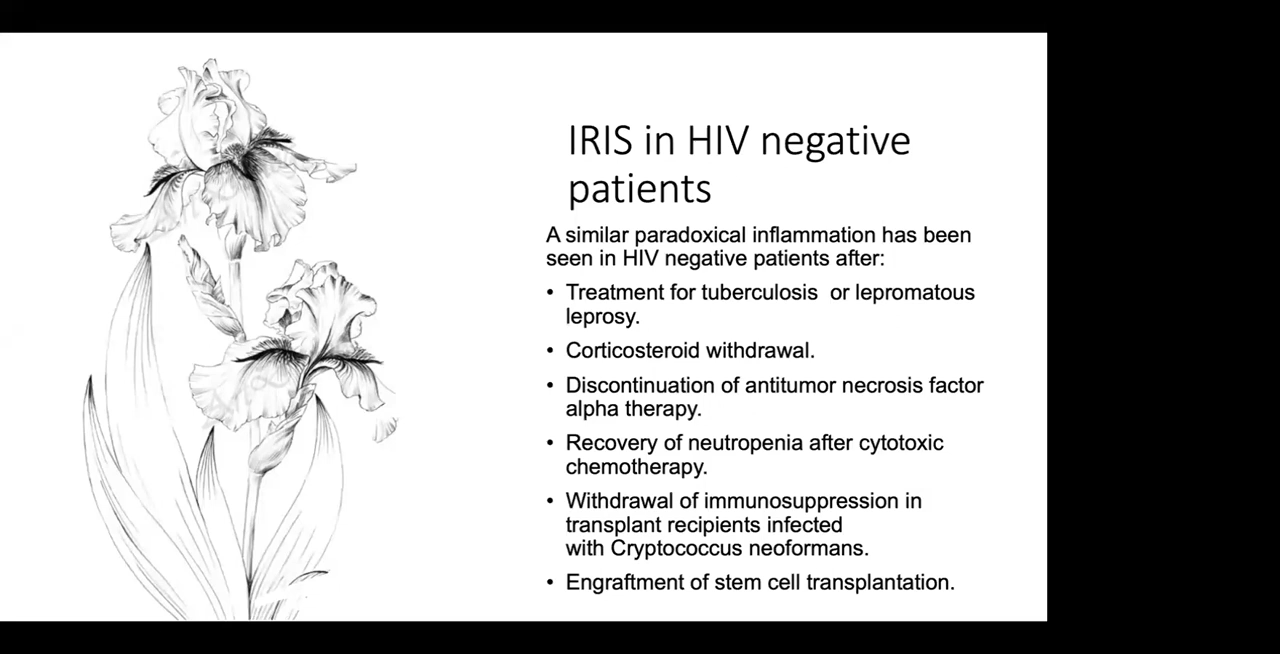 IRIS in HIV negative
patients
A similar paradoxical inflammation has been
seen in HIV negative patients after:
• Treatment for tuberculosis or lepromatous
leprosy.
• Corticosteroid withdrawal.
• Discontinuation of antitumor necrosis factor
alpha therapy.
• Recovery of neutropenia after cytotoxic
chemotherapy.
• Withdrawal of immunosuppression in
transplant recipients infected
with Cryptococcus neoformans.
• Engraftment of stem cell transplantation.